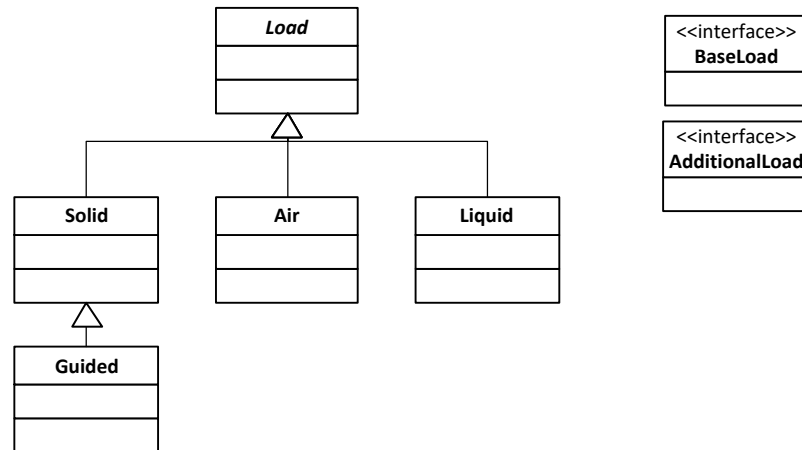 Load
<<interface>>
BaseLoad
<<interface>>
AdditionalLoad
Solid
Air
Liquid
Guided